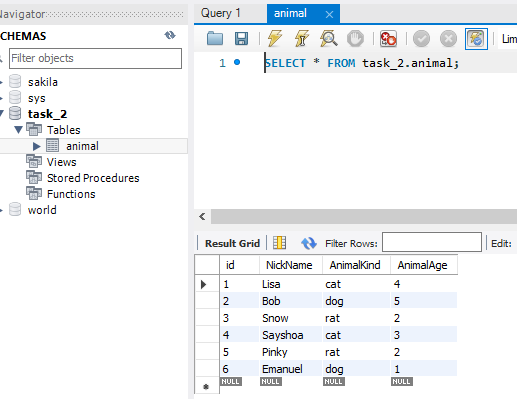 Navigator
SCHEMAS
Filter objects
sakila
sys
task_2
Tables
animal
Views
Stored Procedures
Functions
world
Query 1 animal x
Lim
1 SELECT * FROM task_2.animal;
Result Grid Filter Rows: Edit:
id NickName AnimalKind AnimalAge
1 Lisa cat 4
2 Bob dog 5
3 Snow rat 2
4 Sayshoa cat 3
5 Pinky rat 2
6 Emanuel dog 1
NULL NULL NULL NULL